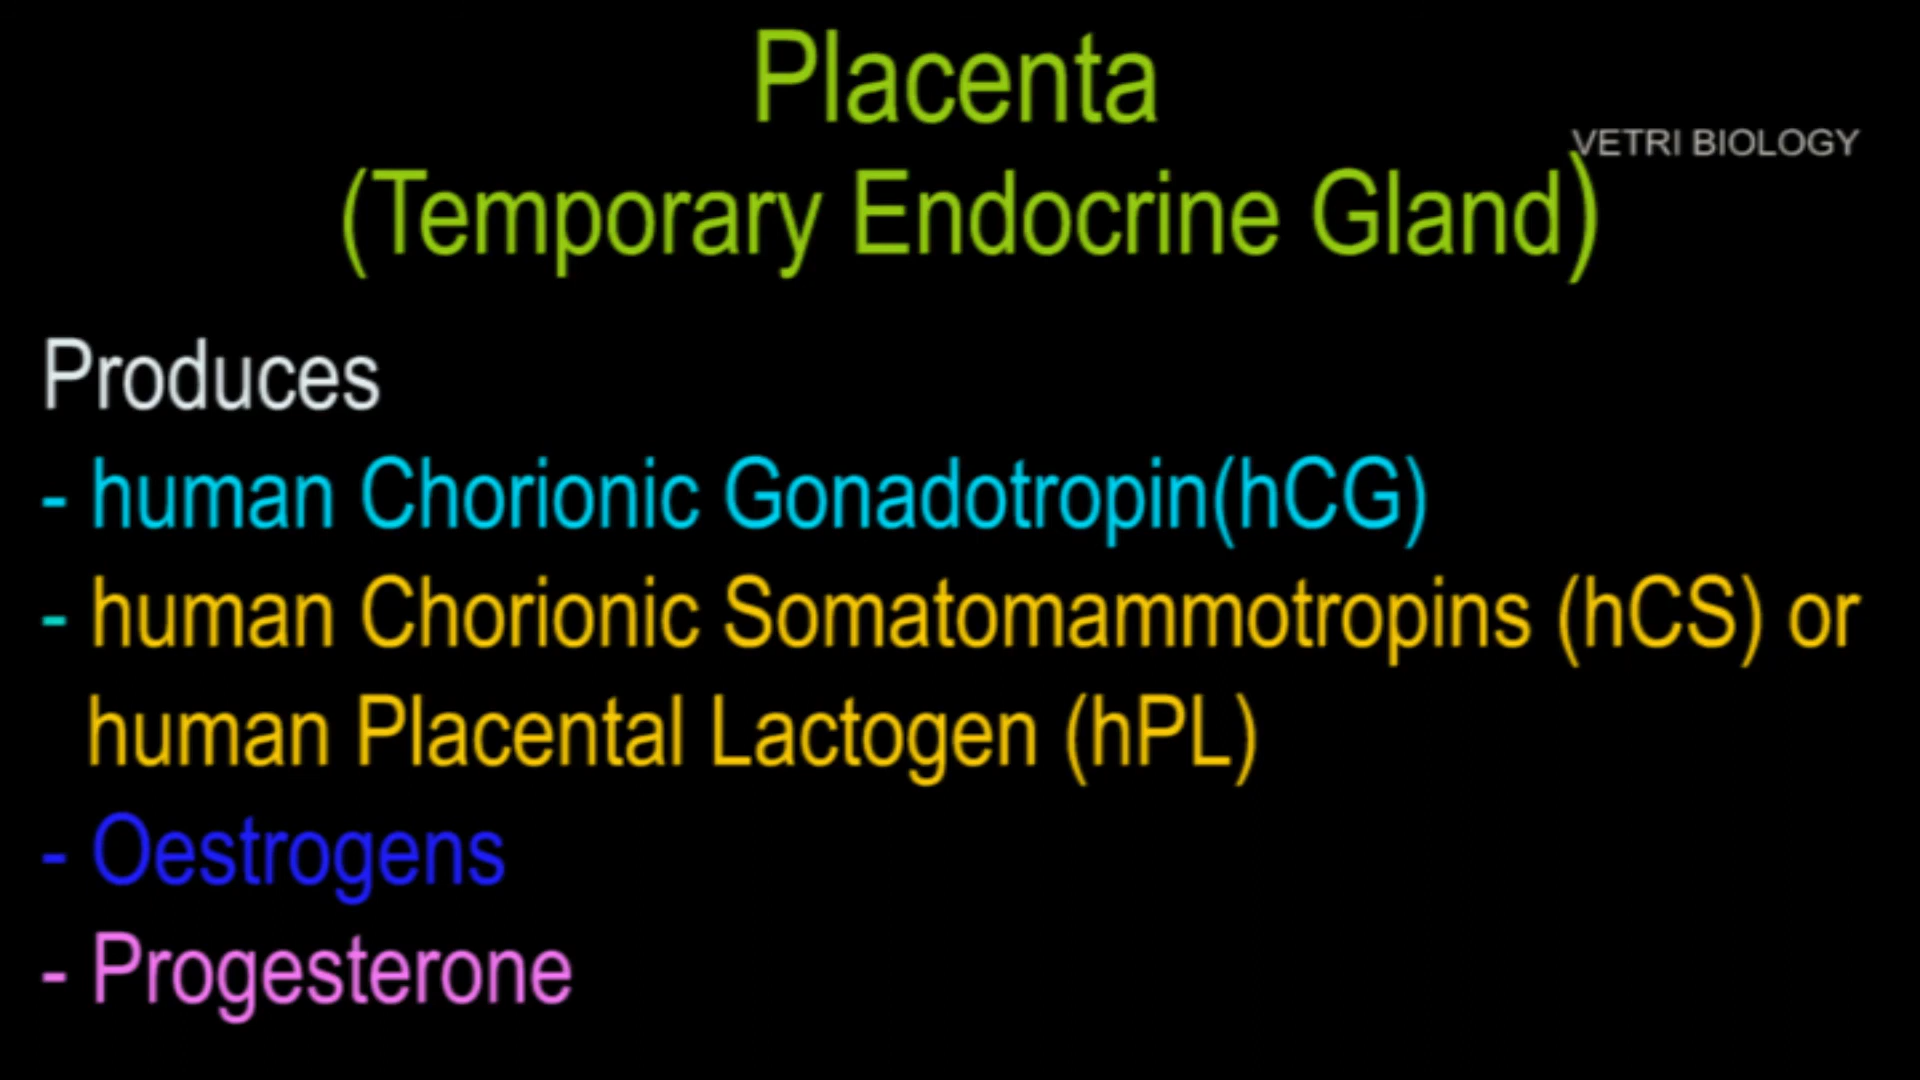 Placenta
VETRI BIOLOGY
(Temporary Endocrine Gland)
Produces
- human Chorionic Gonadotropin(hCG)
- human Chorionic Somatomammotropins (hCS) or
human Placental Lactogen (hPL)
- Oestrogens
- Progesterone